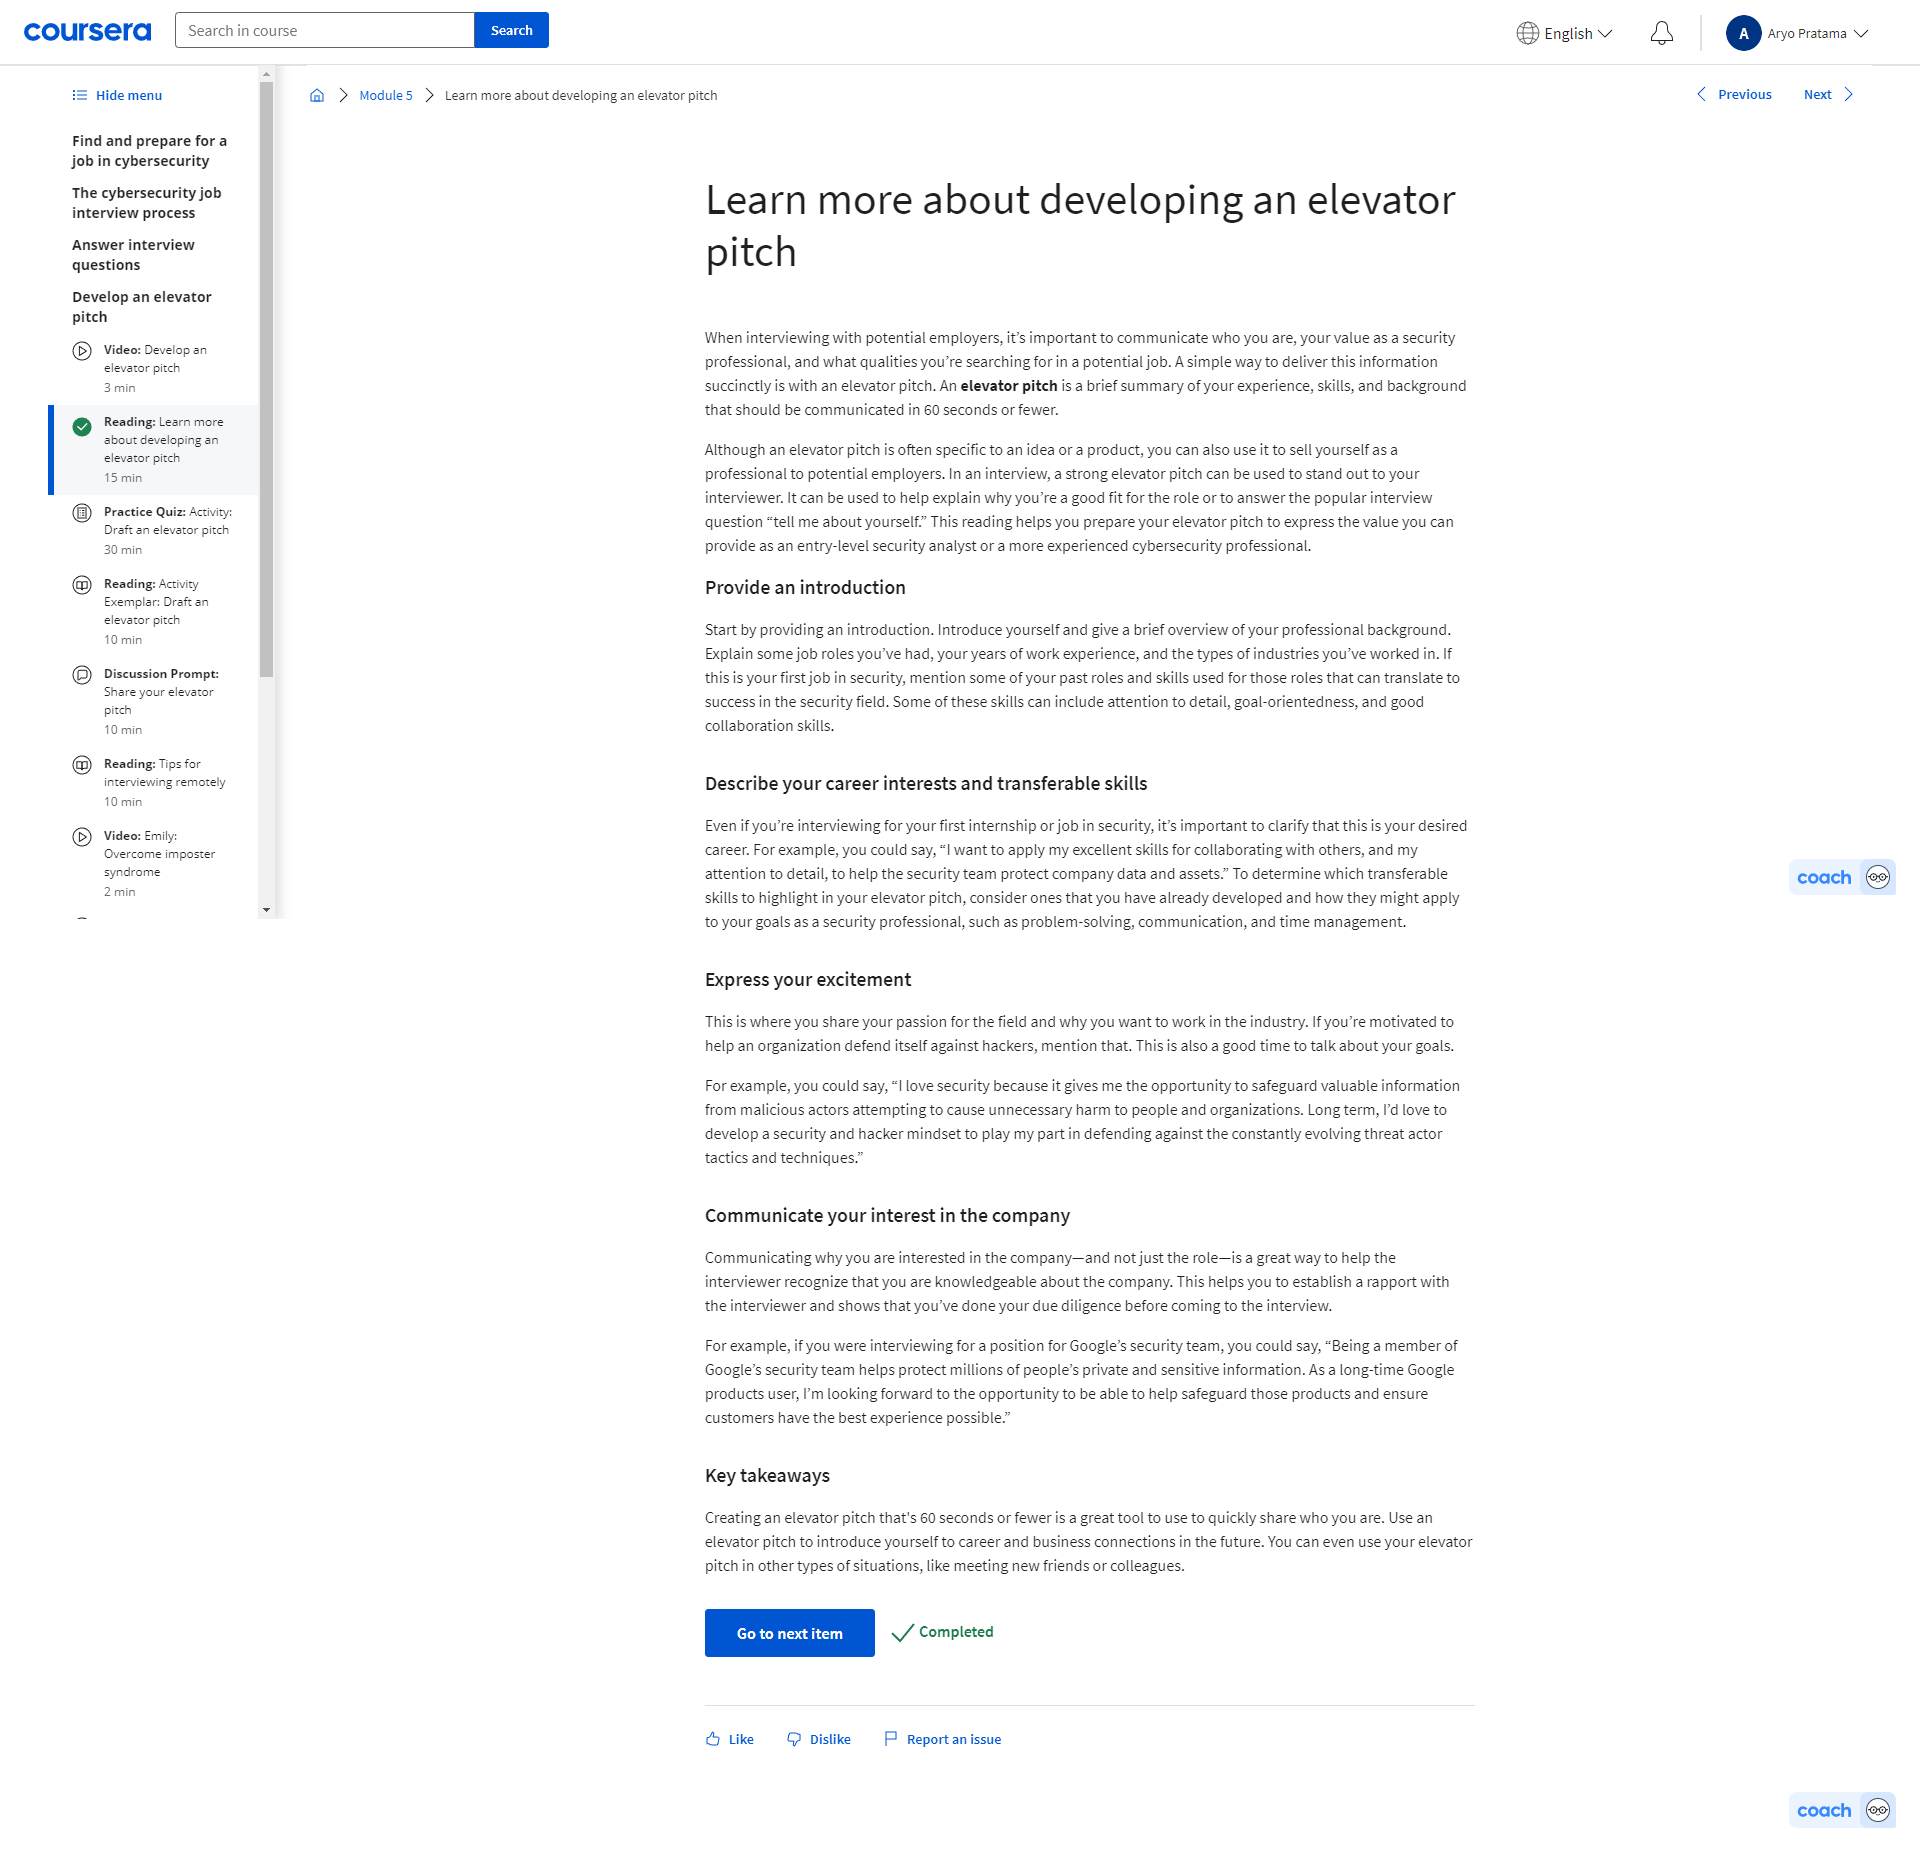 coursera
Search in course
Search
English
A
Aryo Pratama
Hide menu
Find and prepare for a
job in cybersecurity
The cybersecurity job
interview process
Answer interview
questions
Develop an elevator
pitch
Video: Develop an
elevator pitch
3 min
Reading: Learn more
about developing an
elevator pitch
15 min
Practice Quiz: Activity:
Draft an elevator pitch
30 min
Reading: Activity
Exemplar: Draft an
elevator pitch
10 min
Discussion Prompt:
Share your elevator
pitch
10 min
Reading: Tips for
interviewing remotely
10 min
Video: Emily:
Overcome imposter
syndrome
2 min
Module 5
Learn more about developing an elevator pitch
Previous
Next
Learn more about developing an elevator
pitch
When interviewing with potential employers, it’s important to communicate who you are, your value as a security
professional, and what qualities you’re searching for in a potential job. A simple way to deliver this information
succinctly is with an elevator pitch. An elevator pitch is a brief summary of your experience, skills, and background
that should be communicated in 60 seconds or fewer.
Although an elevator pitch is often specific to an idea or a product, you can also use it to sell yourself as a
professional to potential employers. In an interview, a strong elevator pitch can be used to stand out to your
interviewer. It can be used to help explain why you’re a good fit for the role or to answer the popular interview
question “tell me about yourself.” This reading helps you prepare your elevator pitch to express the value you can
provide as an entry-level security analyst or a more experienced cybersecurity professional.
Provide an introduction
Start by providing an introduction. Introduce yourself and give a brief overview of your professional background.
Explain some job roles you’ve had, your years of work experience, and the types of industries you’ve worked in. If
this is your first job in security, mention some of your past roles and skills used for those roles that can translate to
success in the security field. Some of these skills can include attention to detail, goal-orientedness, and good
collaboration skills.
Describe your career interests and transferable skills
Even if you’re interviewing for your first internship or job in security, it’s important to clarify that this is your desired
career. For example, you could say, “I want to apply my excellent skills for collaborating with others, and my
attention to detail, to help the security team protect company data and assets.” To determine which transferable
skills to highlight in your elevator pitch, consider ones that you have already developed and how they might apply
to your goals as a security professional, such as problem-solving, communication, and time management.
Express your excitement
This is where you share your passion for the field and why you want to work in the industry. If you’re motivated to
help an organization defend itself against hackers, mention that. This is also a good time to talk about your goals.
For example, you could say, “I love security because it gives me the opportunity to safeguard valuable information
from malicious actors attempting to cause unnecessary harm to people and organizations. Long term, I’d love to
develop a security and hacker mindset to play my part in defending against the constantly evolving threat actor
tactics and techniques.”
Communicate your interest in the company
Communicating why you are interested in the company—and not just the role—is a great way to help the
interviewer recognize that you are knowledgeable about the company. This helps you to establish a rapport with
the interviewer and shows that you’ve done your due diligence before coming to the interview.
For example, if you were interviewing for a position for Google’s security team, you could say, “Being a member of
Google’s security team helps protect millions of people’s private and sensitive information. As a long-time Google
products user, I’m looking forward to the opportunity to be able to help safeguard those products and ensure
customers have the best experience possible.”
Key takeaways
Creating an elevator pitch that's 60 seconds or fewer is a great tool to use to quickly share who you are. Use an
elevator pitch to introduce yourself to career and business connections in the future. You can even use your elevator
pitch in other types of situations, like meeting new friends or colleagues.
Go to next item
Completed
Like
Dislike
Report an issue
coach
coach